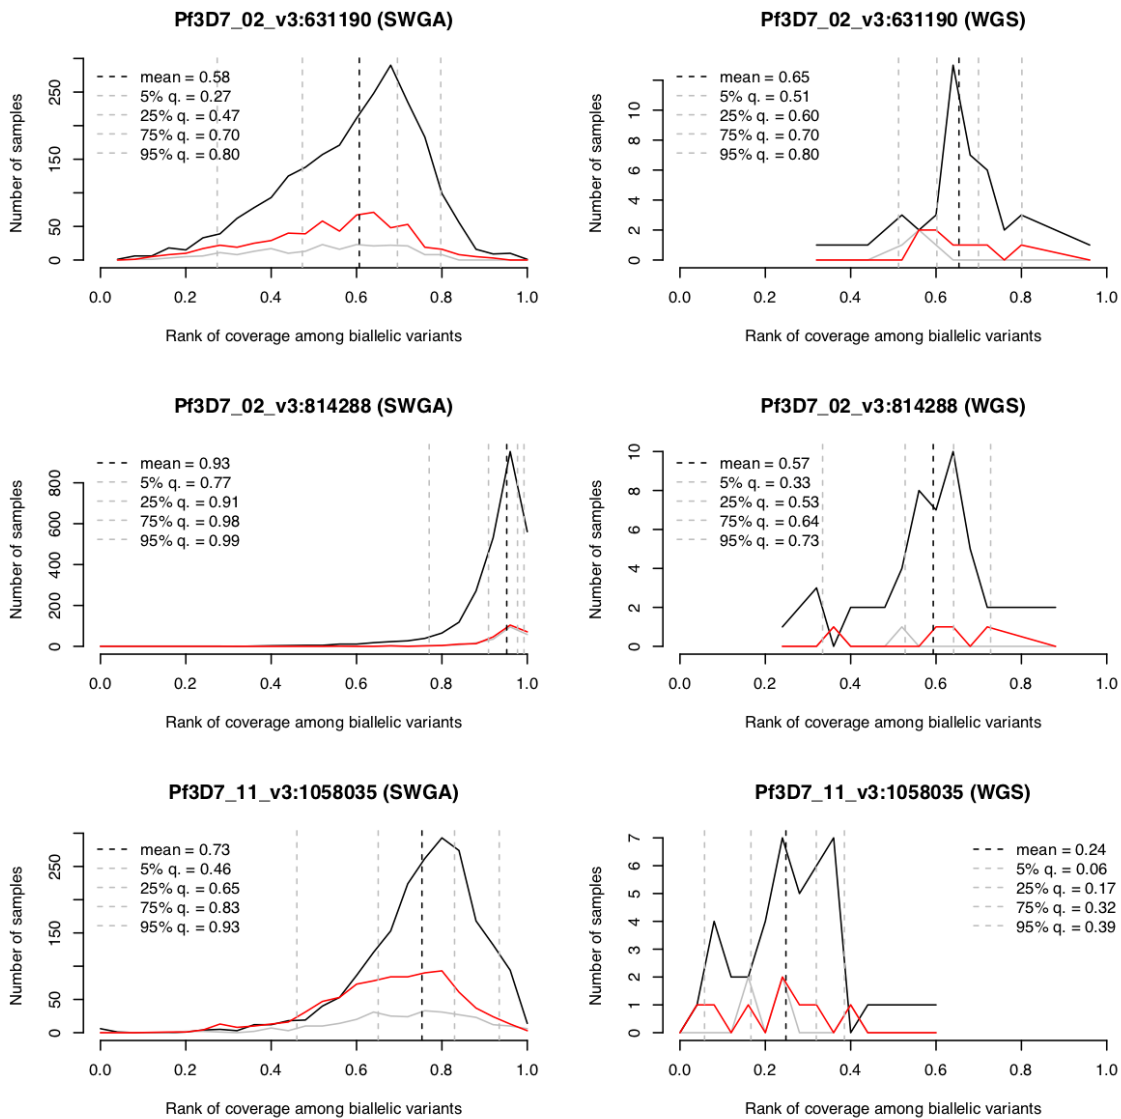 Pf3D7_02_v3:631190 (SWGA)
Number of samples
0
50
150
250
mean = 0.58
5% q. = 0.27
25% q. = 0.47
75% q. = 0.70
95% q. = 0.80
0.0 0.2 0.4 0.6 0.8 1.0
Rank of coverage among biallelic variants
Pf3D7_02_v3:631190 (WGS)
Number of samples
0
2
4
6
8
10
mean = 0.65
5% q. = 0.51
25% q. = 0.60
75% q. = 0.70
95% q. = 0.80
0.0 0.2 0.4 0.6 0.8 1.0
Rank of coverage among biallelic variants
Pf3D7_02_v3:814288 (SWGA)
Number of samples
0
200
400
600
800
mean = 0.93
5% q. = 0.77
25% q. = 0.91
75% q. = 0.98
95% q. = 0.99
0.0 0.2 0.4 0.6 0.8 1.0
Rank of coverage among biallelic variants
Pf3D7_02_v3:814288 (WGS)
Number of samples
0
2
4
6
8
10
mean = 0.57
5% q. = 0.33
25% q. = 0.53
75% q. = 0.64
95% q. = 0.73
0.0 0.2 0.4 0.6 0.8 1.0
Rank of coverage among biallelic variants
Pf3D7_11_v3:1058035 (SWGA)
Number of samples
0
50
150
250
mean = 0.73
5% q. = 0.46
25% q. = 0.65
75% q. = 0.83
95% q. = 0.93
0.0 0.2 0.4 0.6 0.8 1.0
Rank of coverage among biallelic variants
Pf3D7_11_v3:1058035 (WGS)
Number of samples
0
1
2
3
4
5
6
7
mean = 0.24
5% q. = 0.06
25% q. = 0.17
75% q. = 0.32
95% q. = 0.39
0.0 0.2 0.4 0.6 0.8 1.0
Rank of coverage among biallelic variants